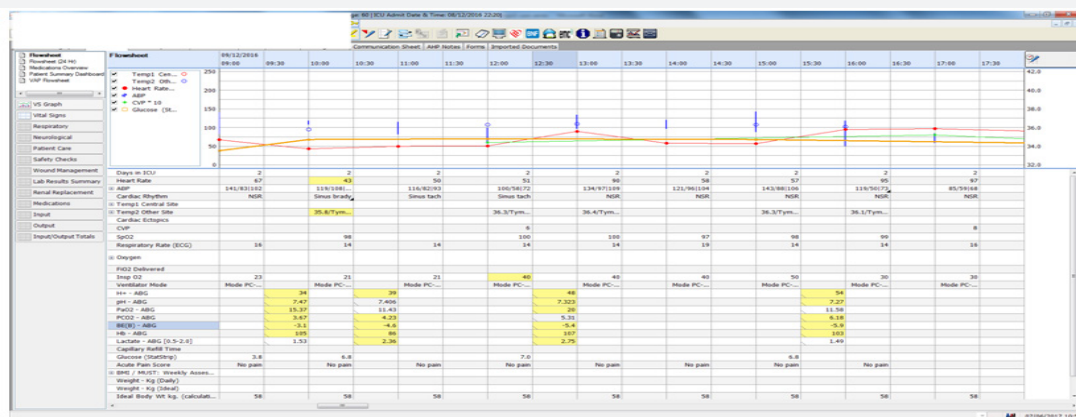 ge: 80 | ICU Admit Date & Time: 08/12/2016 22:20
Communication Sheet | AHP Notes | Forms | Imported Documents
Flowsheet
Flowsheet (24 H)
Medications Overview
Patient Summary Dashboard
VAP Flowsheet
VS Graph
Vital Signs
Respiratory
Neurological
Patient Care
Safety Checks
Wound Management
Lab Results Summary
Renal Replacement
Medications
Input
Output
Input/Output Totals
Flowsheet
09/12/2016
09:00 09:30 10:00 10:30 11:00 11:30 12:00 12:30 13:00 13:30 14:00 14:30 15:00 15:30 16:00 16:30 17:00 17:30
Temp1 Cen...
Temp2 Oth...
Heart Rate...
ABP
CVP * 10
Glucose (St...
250
200
150
100
50
0
42.0
40.0
38.0
36.0
34.0
32.0
Days in ICU 2 2 2 2 2 2 2 2 2
Heart Rate 67 43 50 51 90 58 57 95 97
ABP 141/83|102 119/108|... 116/82|93 100/58|72 134/97|109 121/96|104 143/88|106 119/50|73 85/59|68
Cardiac Rhythm NSR Sinus brady Sinus tach Sinus tach NSR NSR NSR NSR NSR
Temp1 Central Site
Temp2 Other Site 35.8/Tym... 36.3/Tym... 36.4/Tym... 36.3/Tym... 36.1/Tym...
Cardiac Ectopics
CVP 6 8
SpO2 98 100 100 97 98 99
Respiratory Rate (ECG) 16 14 14 14 14 19 14 14 16
Oxygen
FiO2 Delivered
Insp O2 23 21 21 40 40 40 50 30 30
Ventilator Mode Mode PC-... Mode PC-... Mode PC-... Mode PC-... Mode PC-... Mode PC-... Mode PC-... Mode PC-... Mode PC-...
H+ - ABG 34 39 48 54
pH - ABG 7.47 7.406 7.323 7.27
PaO2 - ABG 15.37 11.43 20 11.58
PCO2 - ABG 3.67 4.23 5.31 6.18
BE(B) - ABG -3.1 -4.6 -5.4 -5.9
Hb - ABG 105 86 107 103
Lactate - ABG [0.5-2.0] 1.53 2.36 2.75 1.49
Capillary Refill Time
Glucose (StatStrip) 3.8 6.8 7.0 6.8
Acute Pain Score No pain No pain No pain No pain No pain No pain No pain No pain No pain
BMI / MUST: Weekly Asses...
Weight - Kg (Daily)
Weight - Kg (Ideal)
Ideal Body Wt kg. (calculati... 58 58 58 58 58 58 58 58 58